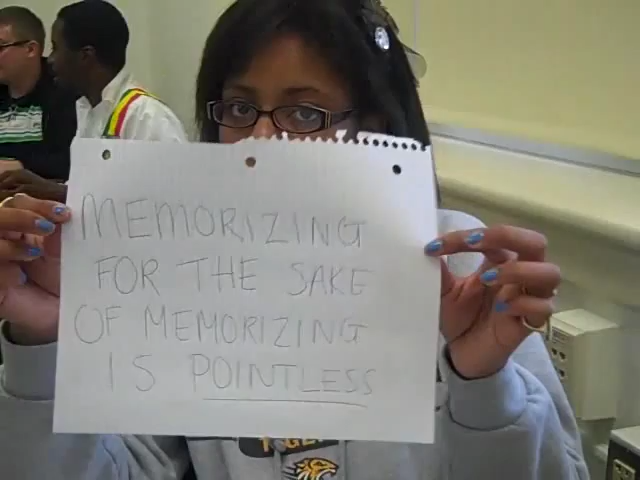 MEMORIZING
FOR THE SAKE
OF MEMORIZING
IS POINTLESS